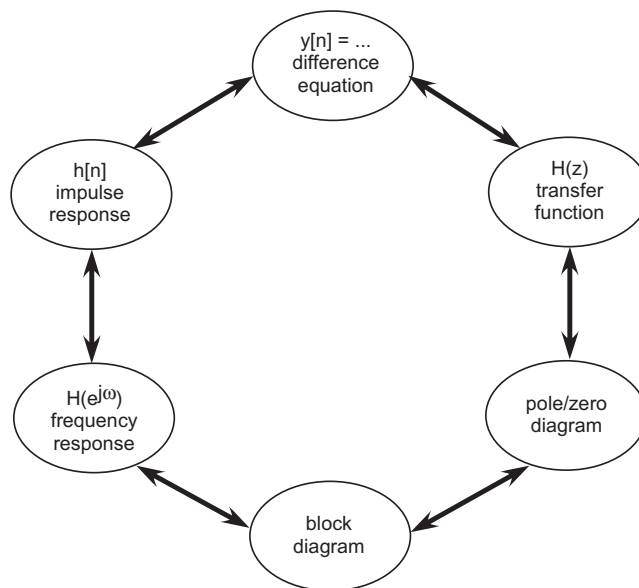 y[n] = ...
difference
equation
h[n]
impulse
response
H(z)
transfer
function
H(e^jω)
frequency
response
pole/zero
diagram
block
diagram